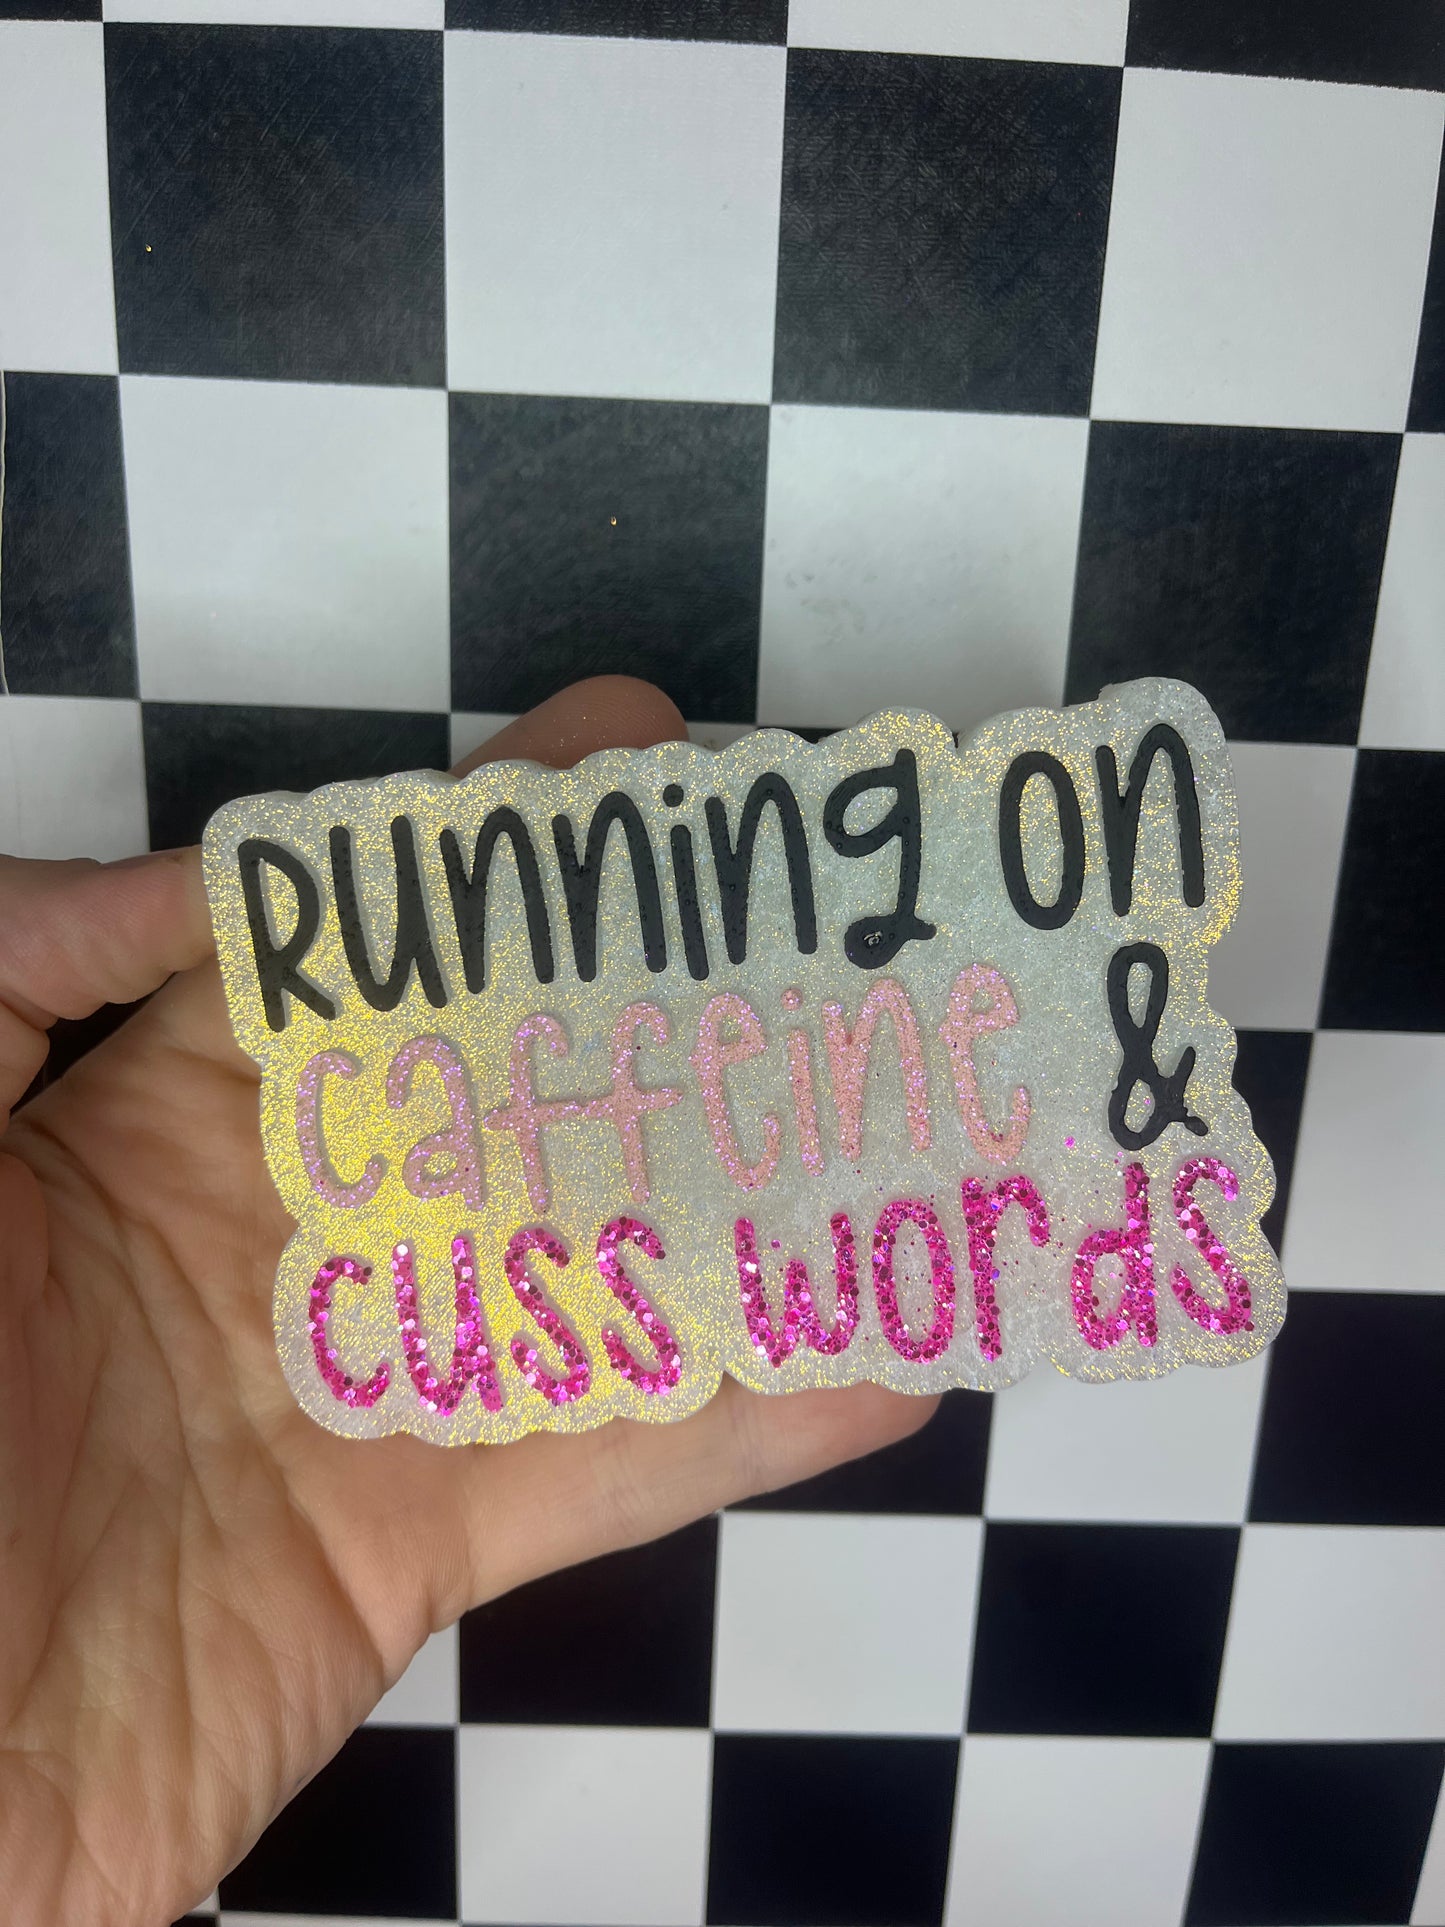 Running on
caffeine &
cuss words